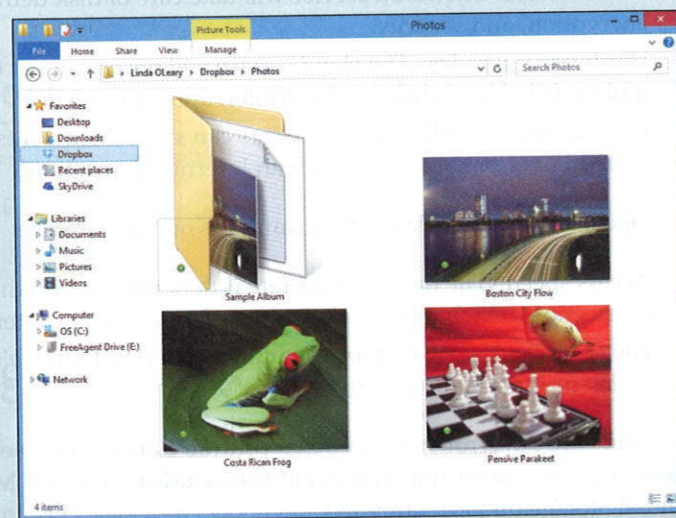 Picture Tools
Photos
File Home Share View Manage
Linda OLeary Dropbox Photos
Search Photos
Favorites
Desktop
Downloads
Dropbox
Recent places
SkyDrive
Libraries
Documents
Music
Pictures
Videos
Computer
OS (C:)
FreeAgent Drive (E:)
Network
Sample Album
Boston City Flow
Costa Rican Frog
Pensive Parakeet
4 items